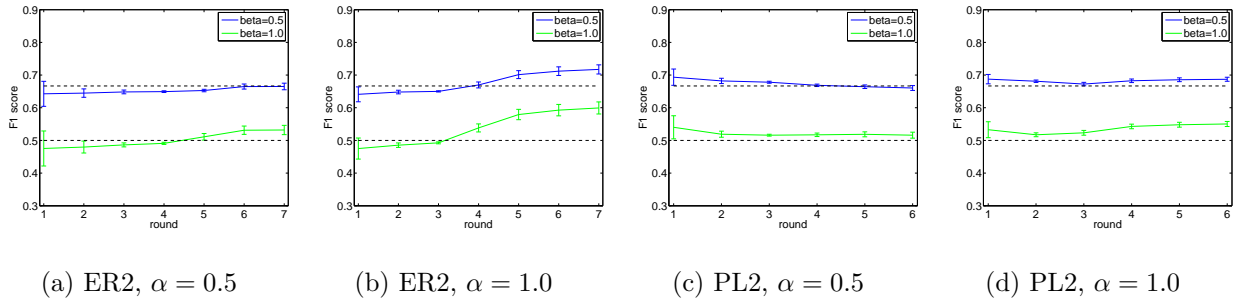 0.9
0.8
0.7
0.6
0.5
0.4
0.3
F1 score
1 2 3 4 5 6 7
round
beta=0.5
beta=1.0
(a) ER2, α = 0.5
0.9
0.8
0.7
0.6
0.5
0.4
0.3
F1 score
1 2 3 4 5 6 7
round
beta=0.5
beta=1.0
(b) ER2, α = 1.0
0.9
0.8
0.7
0.6
0.5
0.4
0.3
F1 score
1 2 3 4 5 6
round
beta=0.5
beta=1.0
(c) PL2, α = 0.5
0.9
0.8
0.7
0.6
0.5
0.4
0.3
F1 score
1 2 3 4 5 6
round
beta=0.5
beta=1.0
(d) PL2, α = 1.0